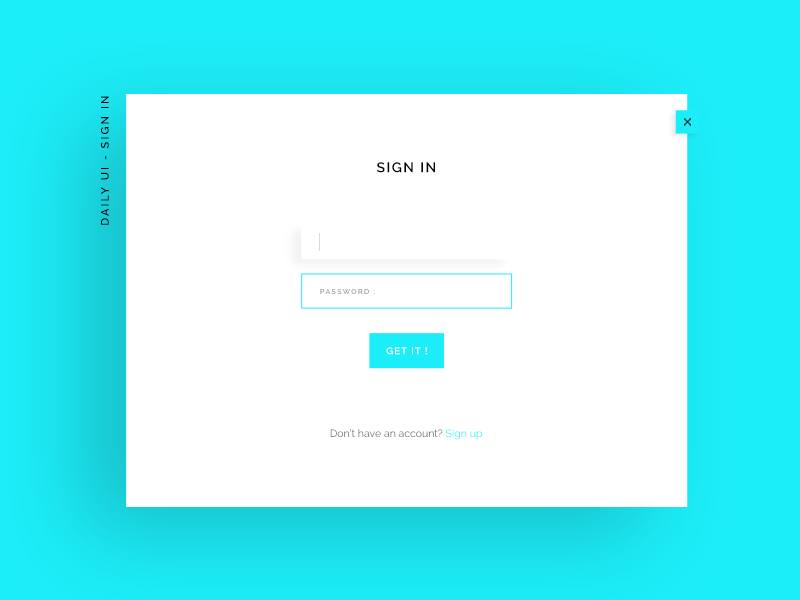 DAILY UI - SIGN IN
×
SIGN IN
PASSWORD :
GET IT !
Don't have an account? Sign up